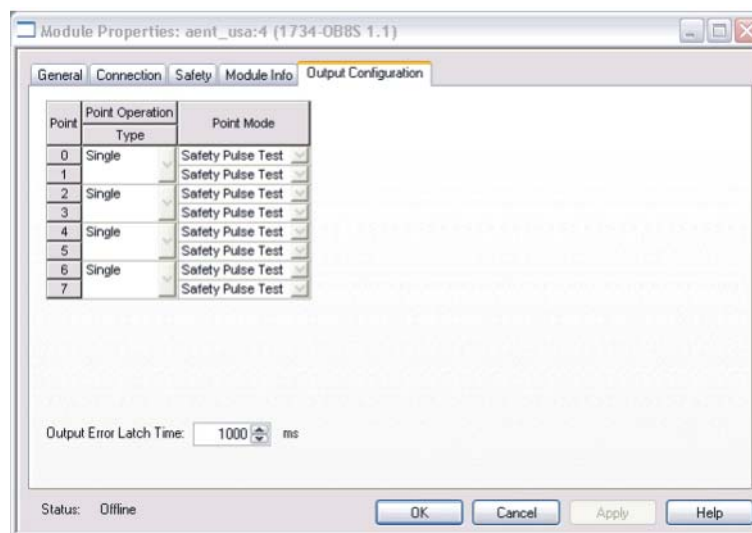 Module Properties: aent_usa:4 (1734-OB8S 1.1)
General Connection Safety Module Info Output Configuration
Point Point Operation Point Mode
Type
0 Single Safety Pulse Test
1 Safety Pulse Test
2 Single Safety Pulse Test
3 Safety Pulse Test
4 Single Safety Pulse Test
5 Safety Pulse Test
6 Single Safety Pulse Test
7 Safety Pulse Test
Output Error Latch Time: 1000 ms
Status: Offline OK Cancel Apply Help